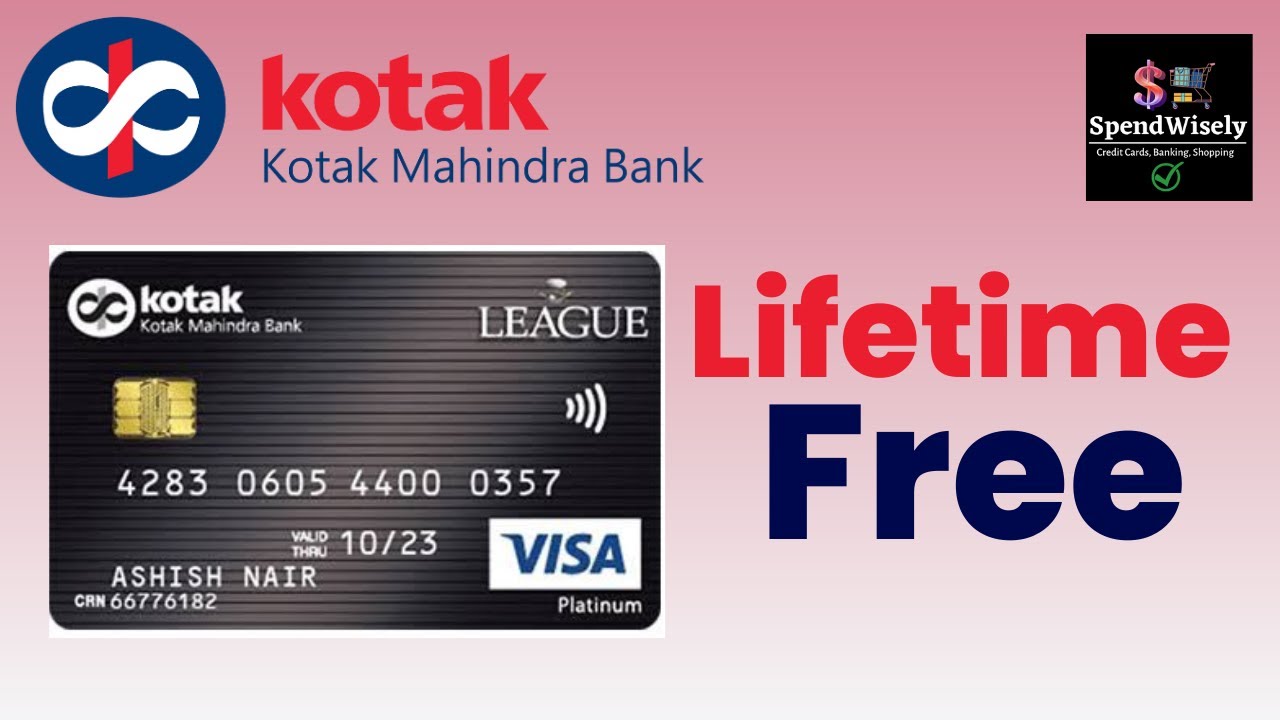 kotak
Kotak Mahindra Bank
SpendWisely
Credit Cards, Banking, Shopping
kotak
Kotak Mahindra Bank
LEAGUE
4283 0605 4400 0357
VALID THRU 10/23
ASHISH NAIR
CRN 66776182
VISA
Platinum
Lifetime
Free